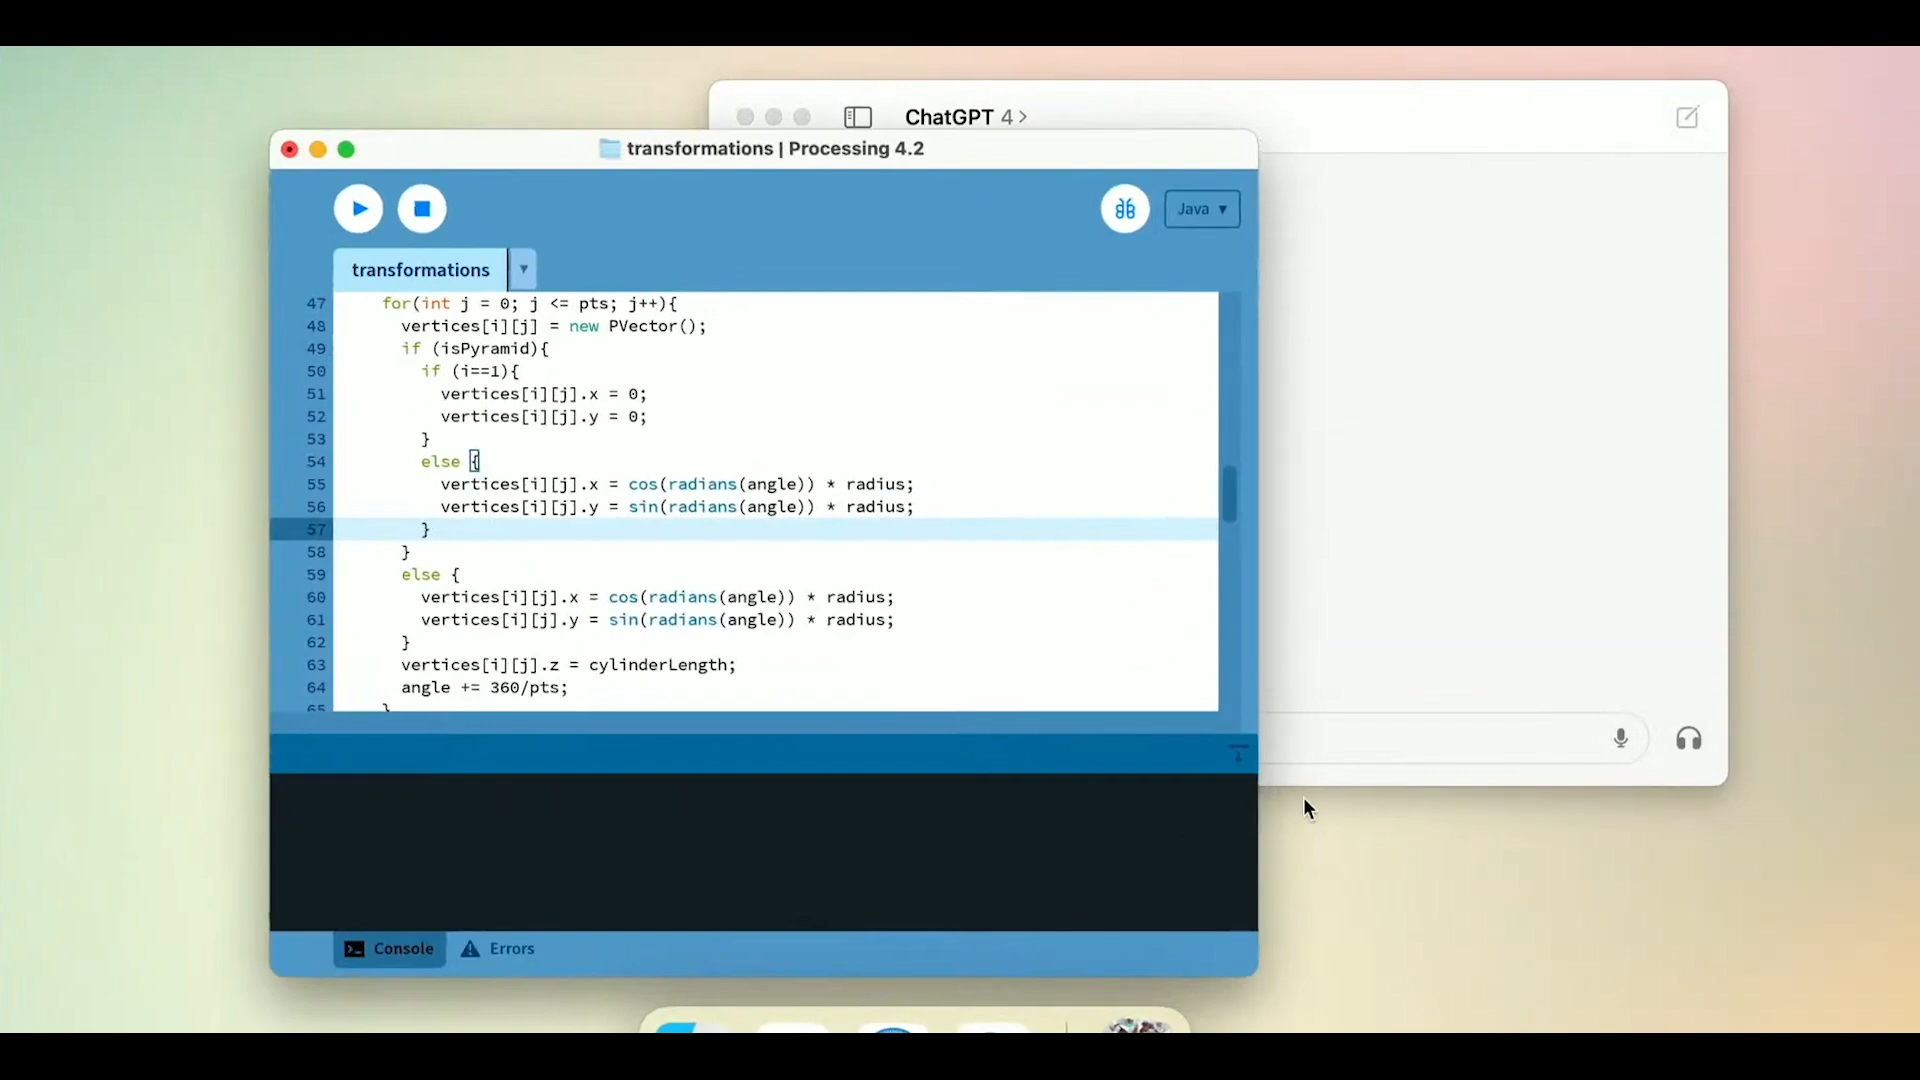 ChatGPT 4 >
transformations | Processing 4.2
Java ▼
transformations ▼
47 for(int j = 0; j <= pts; j++){
48 vertices[i][j] = new PVector();
49 if (isPyramid){
50 if (i==1){
51 vertices[i][j].x = 0;
52 vertices[i][j].y = 0;
53 }
54 else {
55 vertices[i][j].x = cos(radians(angle)) * radius;
56 vertices[i][j].y = sin(radians(angle)) * radius;
57 }
58 }
59 else {
60 vertices[i][j].x = cos(radians(angle)) * radius;
61 vertices[i][j].y = sin(radians(angle)) * radius;
62 }
63 vertices[i][j].z = cylinderLength;
64 angle += 360/pts;
65 }
Console Errors